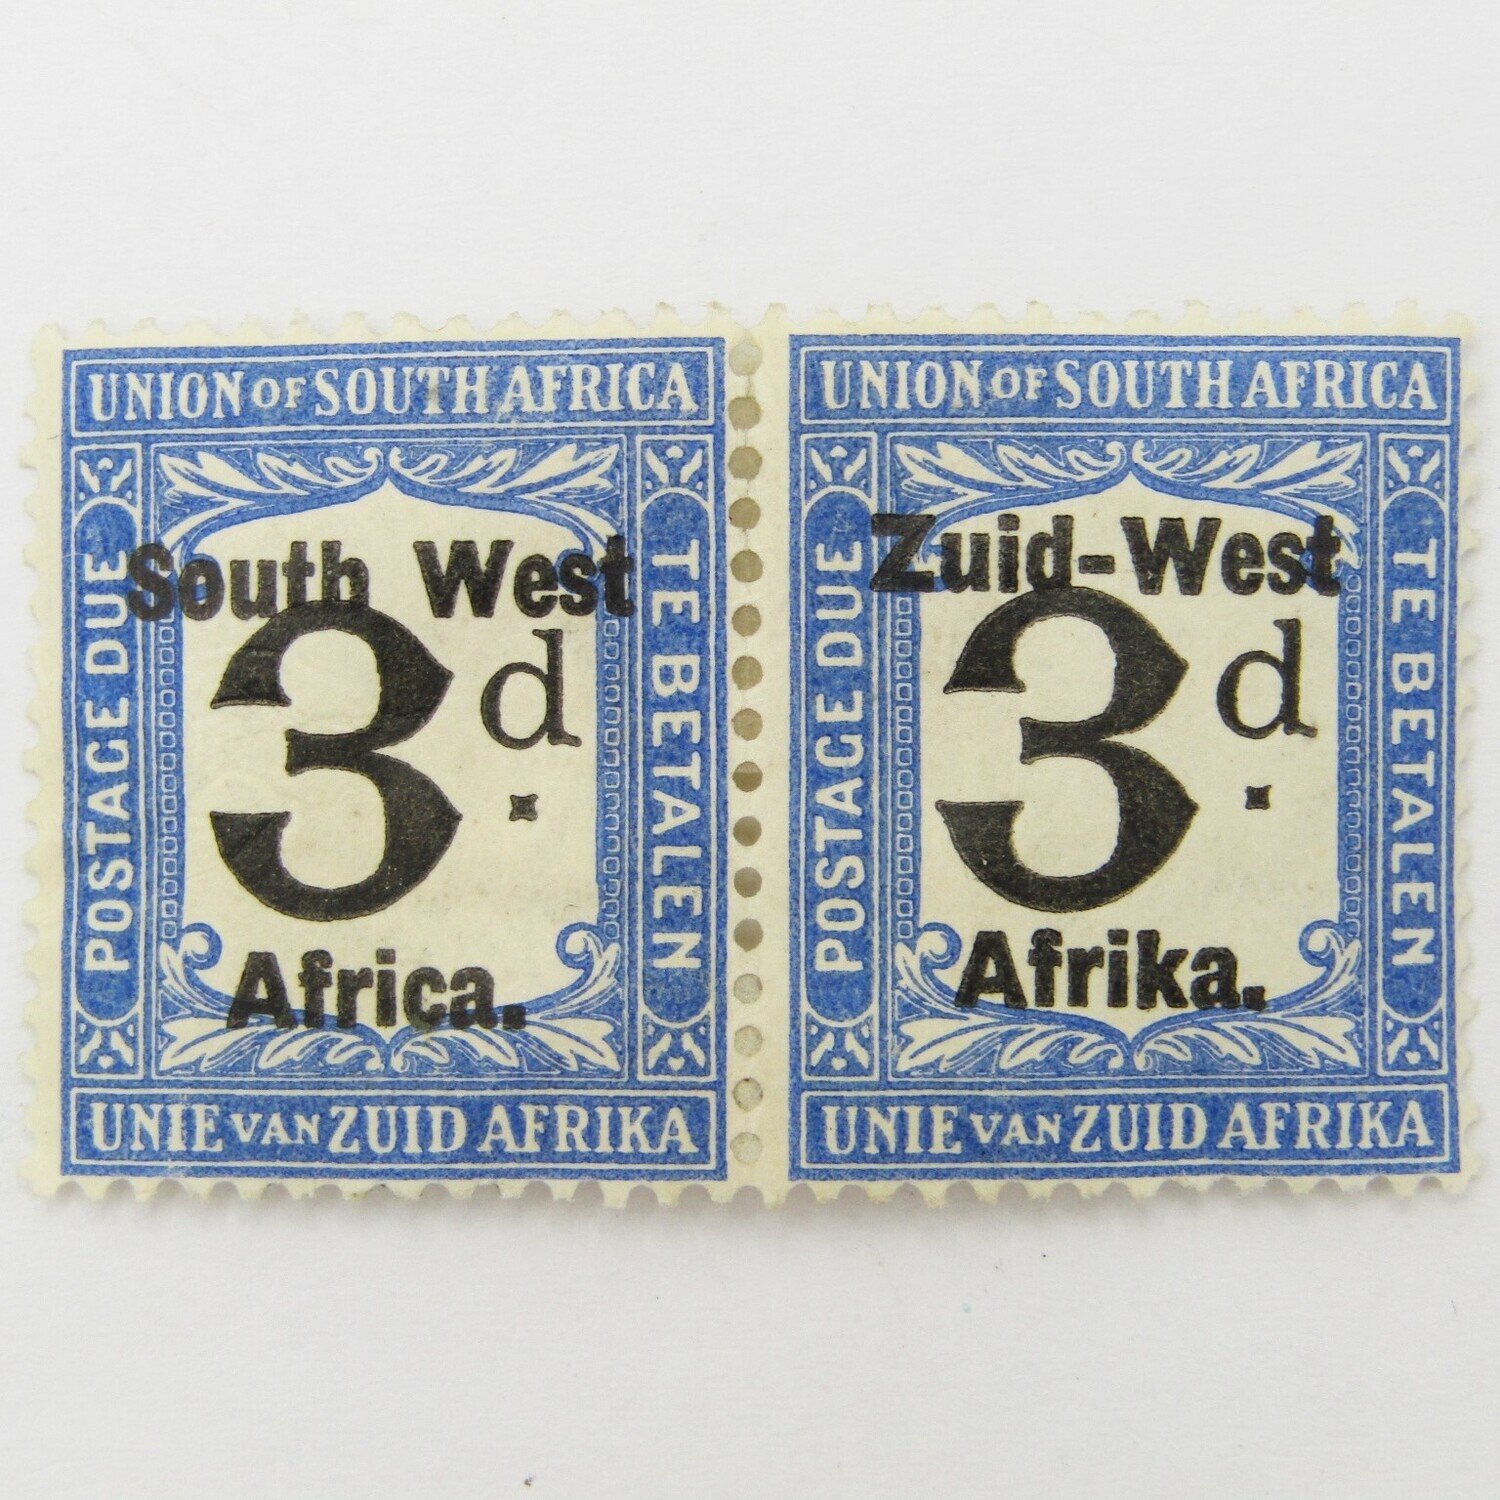 UNION OF SOUTH AFRICA
POSTAGE DUE
South West
3d.
Africa.
TE BETALEN
UNIE VAN ZUID AFRIKA
UNION OF SOUTH AFRICA
POSTAGE DUE
Zuid-West
3d.
Afrika.
TE BETALEN
UNIE VAN ZUID AFRIKA